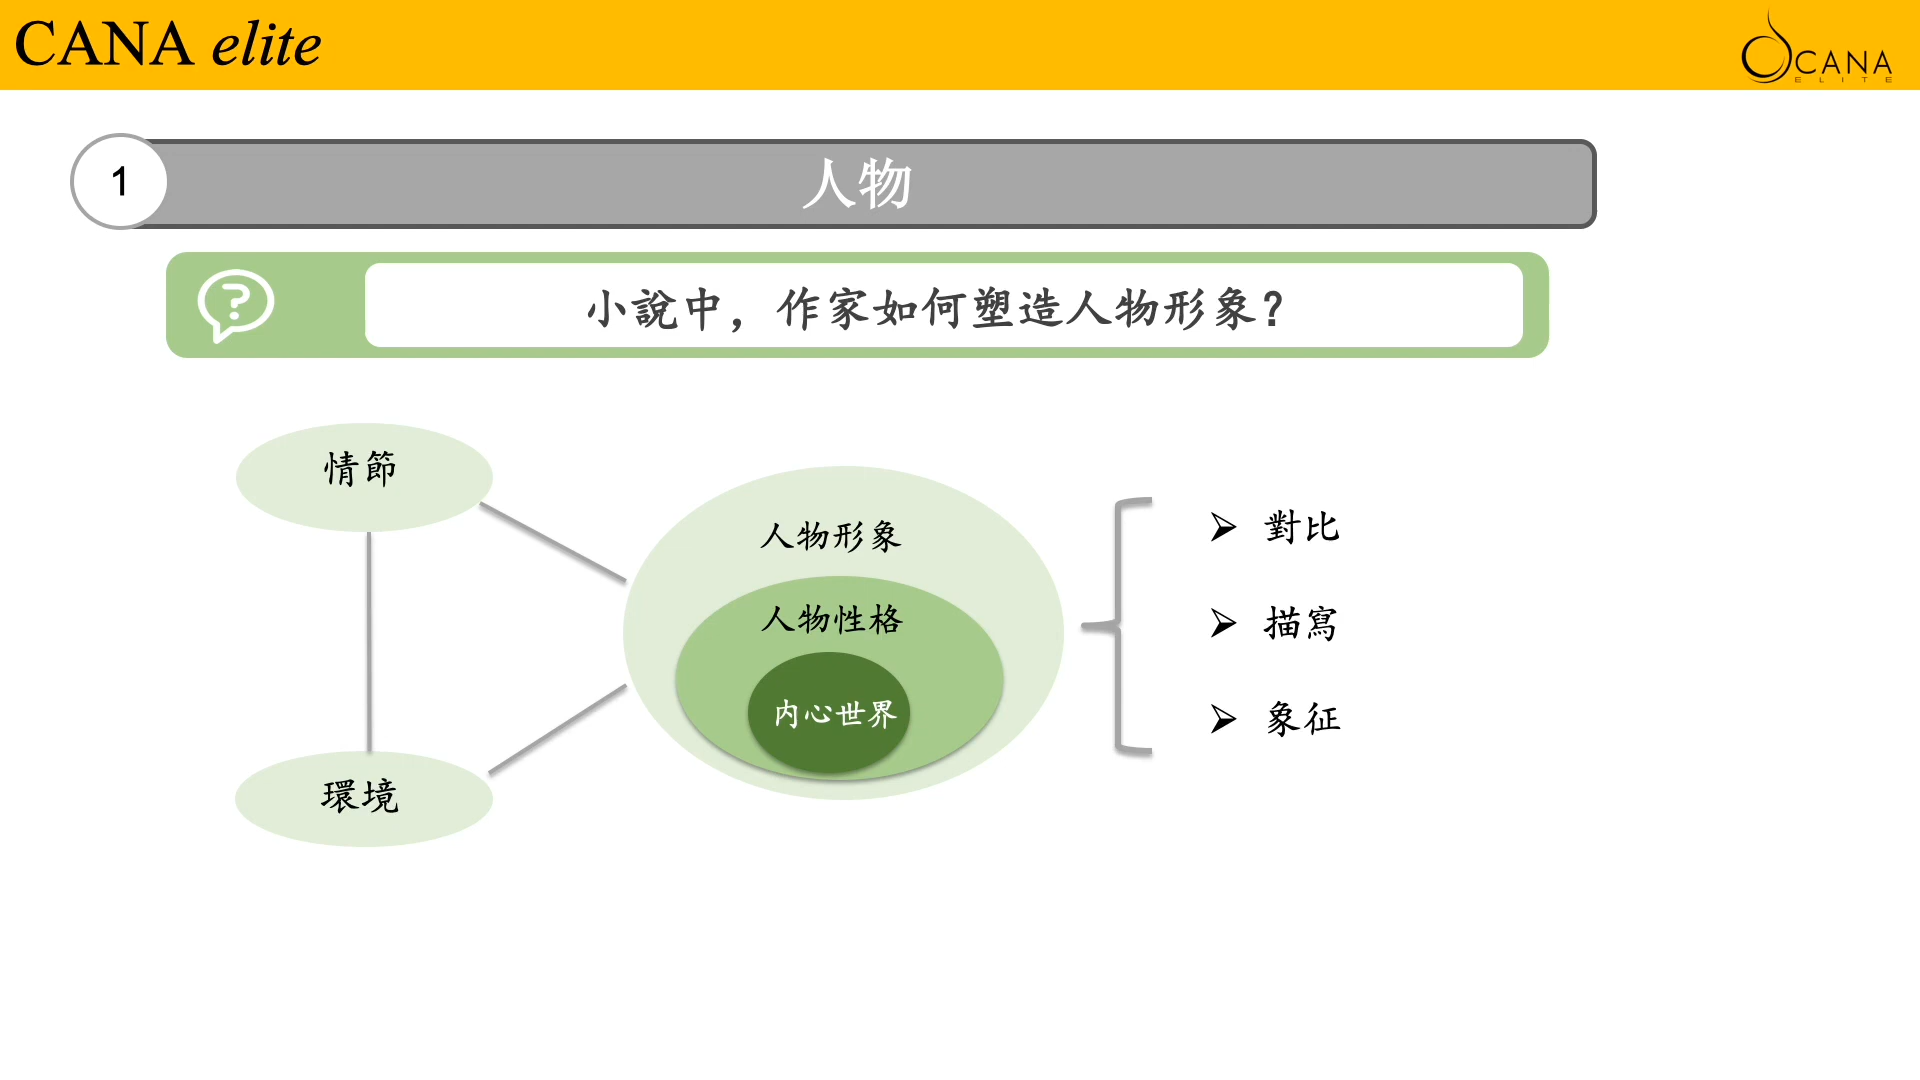 CANA elite
CANA
ELITE
1
人物
小說中，作家如何塑造人物形象？
情節
人物形象
人物性格
内心世界
環境
對比
描寫
象征